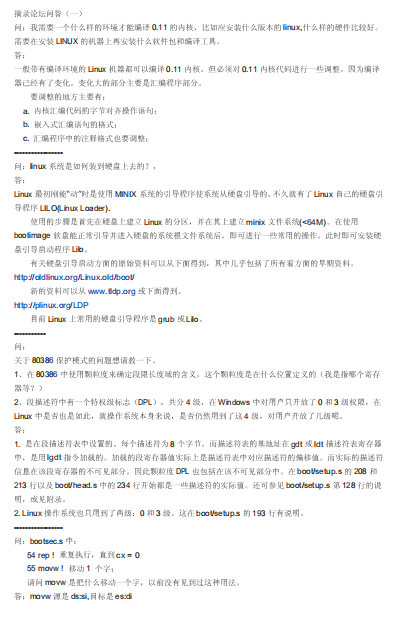 摘录论坛问答（一）
问：我需要一个什么样的环境才能编译 0.11 的内核，比如应安装什么版本的 linux,什么样的硬件比较好。
需要在安装 LINUX 的机器上再安装什么软件包和编译工具。
答：
一般带有编译环境的 Linux 机器都可以编译 0.11 内核。但必须对 0.11 内核代码进行一些调整。因为编译
器已经有了变化。变化大的部分主要是汇编程序部分。
要调整的地方主要有：
a. 内核汇编代码的字节对齐操作语句；
b. 嵌入式汇编语句的格式；
c. 汇编程序中的注释格式也要调整；
-----------------
问：linux 系统是如何装到硬盘上去的？，
答：
Linux 最初刚能"动"时是使用 MINIX 系统的引导程序使系统从硬盘引导的。不久就有了 Linux 自己的硬盘引
导程序 LILO(Linux Loader)。
使用的步骤是首先在硬盘上建立 Linux 的分区，并在其上建立 minix 文件系统(<64M)。在使用
bootimage 软盘能正常引导并进入硬盘的系统根文件系统后。即可进行一些常用的操作。此时即可安装硬
盘引导启动程序 Lilo。
有关硬盘引导启动方面的原始资料可以从下面得到，其中几乎包括了所有着方面的早期资料。
http://oldlinux.org/Linux.old/boot/
新的资料可以从 www.tldp.org 或下面得到。
http://plinux.org/LDP
目前 Linux 上常用的硬盘引导程序是 grub 或 Lilo。
-----------
问：
关于 80386 保护模式的问题想请教一下。
1、在 80386 中使用颗粒度来确定段限长度域的含义，这个颗粒度是在什么位置定义的（我是指哪个寄存
器等？）
2、段描述符中有一个特权级标志（DPL），共分 4 级，在 Windows 中对用户只开放了 0 和 3 级权限，在
Linux 中是否也是如此，就操作系统本身来说，是否仍然用到了这 4 级，对用户开放了几级呢。
答：
1. 是在段描述符表中设置的。每个描述符为 8 个字节。而描述符表的基地址在 gdt 或 ldt 描述符表寄存器
中，是用 lgdt 指令加载的。加载的段寄存器值实际上是描述符表中对应描述符的偏移值。而实际的描述符
信息在该段寄存器的不可见部分。因此颗粒度 DPL 也包括在该不可见部分中。在 boot/setup.s 的 208 和
213 行以及 boot/head.s 中的 234 行开始都是一些描述符的实际值。还可参见 boot/setup.s 第 128 行的说
明，或见附录。
2. Linux 操作系统也只用到了两级：0 和 3 级。这在 boot/setup.s 的 193 行有说明。
-----------------
问：bootsec.s 中：
54 rep ! 重复执行，直到 cx = 0
55 movw ! 移动 1 个字；
请问 movw 是把什么移动一个字，以前没有见到过这种用法。
答：movw 源是 ds:si,目标是 es:di